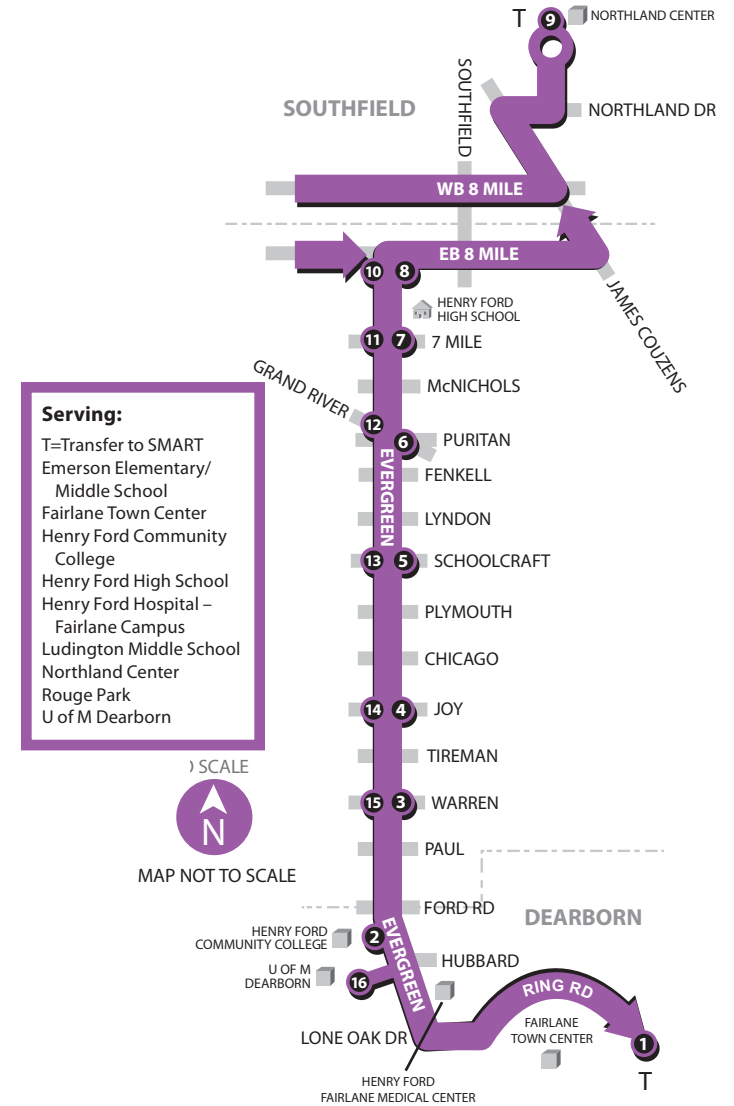 T
9
NORTHLAND CENTER
SOUTHFIELD
SOUTHFIELD
NORTHLAND DR
WB 8 MILE
EB 8 MILE
10
8
JAMES COUZENS
HENRY FORD
HIGH SCHOOL
11
7
7 MILE
McNICHOLS
GRAND RIVER
12
6
PURITAN
EVERGREEN
FENKELL
LYNDON
13
5
SCHOOLCRAFT
PLYMOUTH
CHICAGO
14
4
JOY
TIREMAN
15
3
WARREN
PAUL
FORD RD
DEARBORN
Serving:
T=Transfer to SMART
Emerson Elementary/
Middle School
Fairlane Town Center
Henry Ford Community
College
Henry Ford High School
Henry Ford Hospital –
Fairlane Campus
Ludington Middle School
Northland Center
Rouge Park
U of M Dearborn
SCALE
N
MAP NOT TO SCALE
HENRY FORD
COMMUNITY COLLEGE
2
EVERGREEN
HUBBARD
U OF M
DEARBORN
16
RING RD
LONE OAK DR
FAIRLANE
TOWN CENTER
1
T
HENRY FORD
FAIRLANE MEDICAL CENTER